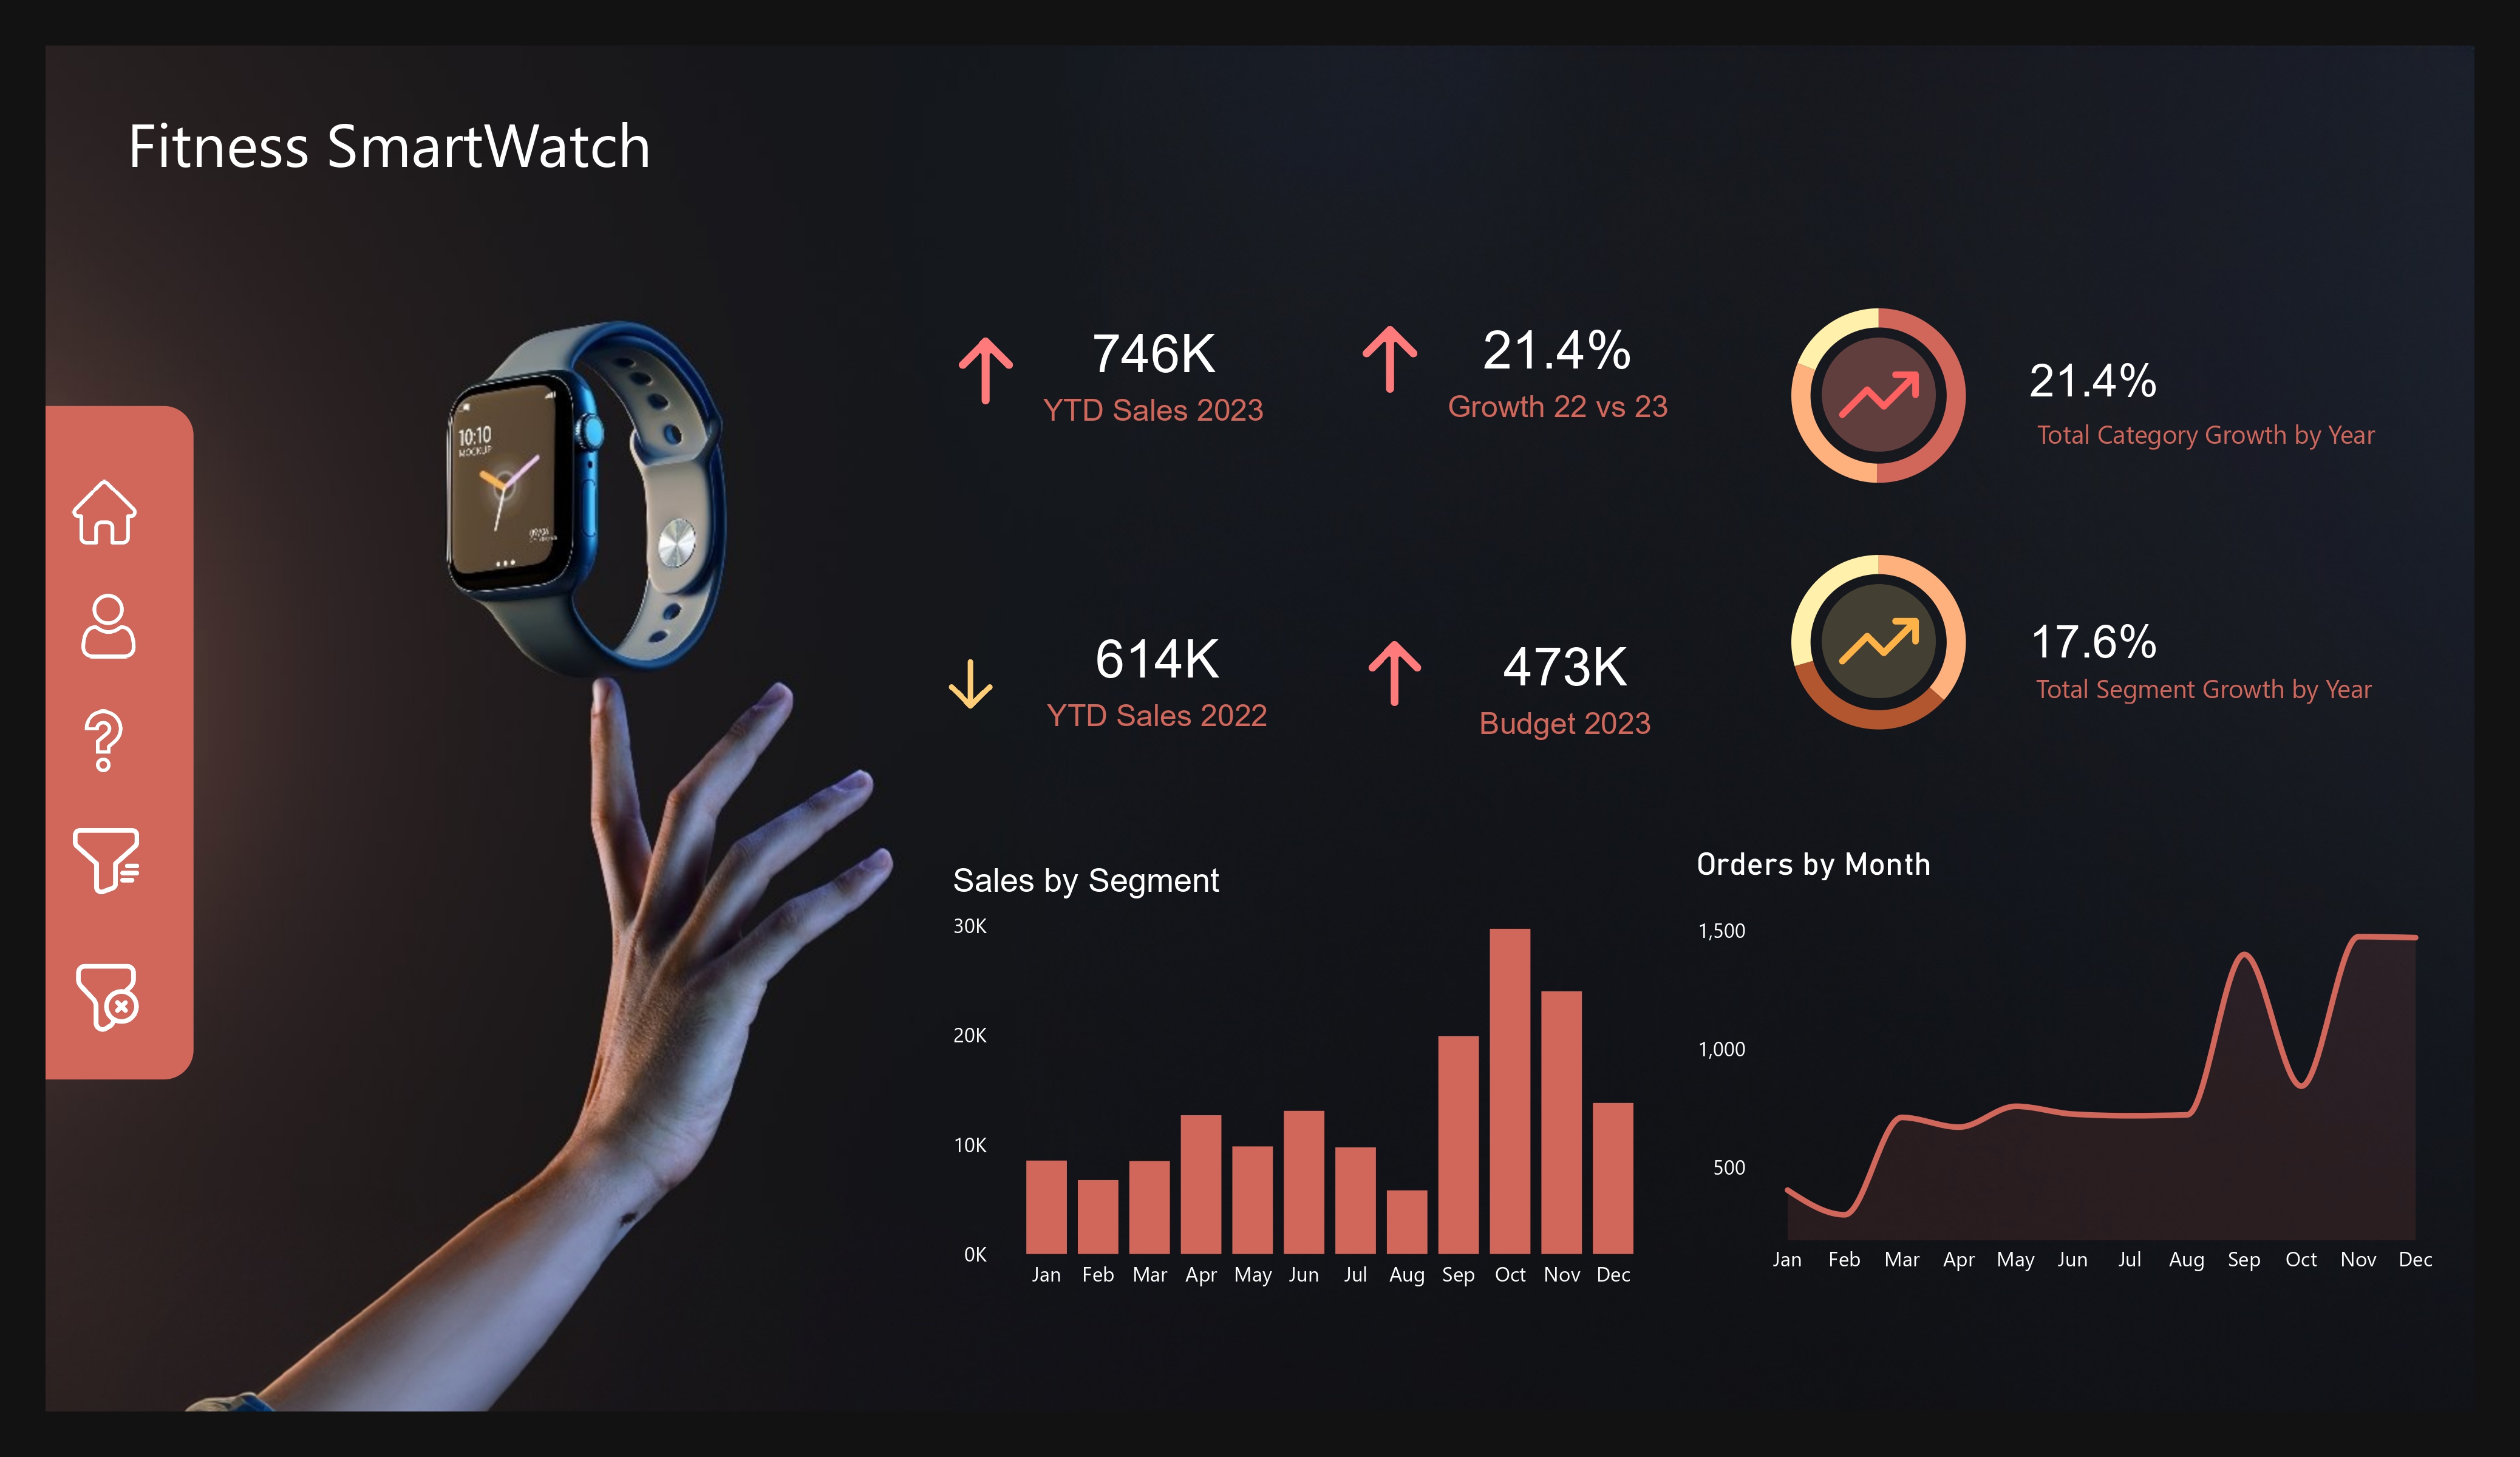 Fitness SmartWatch
10:10
MOCKUP
746K
YTD Sales 2023
21.4%
Growth 22 vs 23
21.4%
Total Category Growth by Year
614K
YTD Sales 2022
473K
Budget 2023
17.6%
Total Segment Growth by Year
Sales by Segment
30K
20K
10K
0K
Jan Feb Mar Apr May Jun Jul Aug Sep Oct Nov Dec
Orders by Month
1,500
1,000
500
Jan Feb Mar Apr May Jun Jul Aug Sep Oct Nov Dec